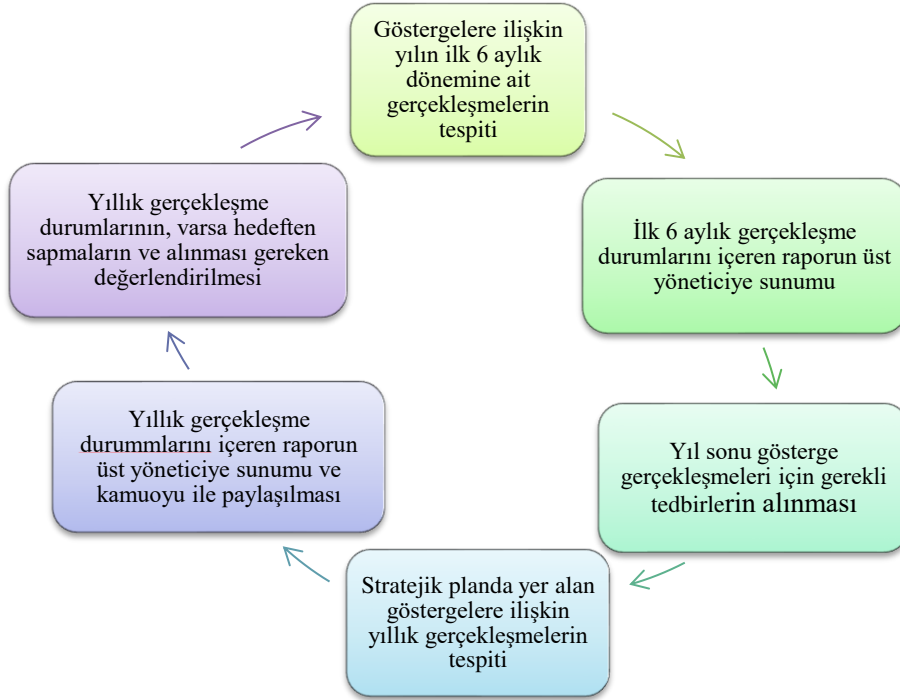 Göstergelere ilişkin
yılın ilk 6 aylık
dönemine ait
gerçekleşmelerin
tespiti
İlk 6 aylık gerçekleşme
durumlarını içeren raporun üst
yöneticiye sunumu
Yıl sonu gösterge
gerçekleşmeleri için gerekli
tedbirlerin alınması
Stratejik planda yer alan
göstergelere ilişkin
yıllık gerçekleşmelerin
tespiti
Yıllık gerçekleşme
durummlarını içeren raporun
üst yöneticiye sunumu ve
kamuoyu ile paylaşılması
Yıllık gerçekleşme
durumlarının, varsa hedeften
sapmaların ve alınması gereken
değerlendirilmesi